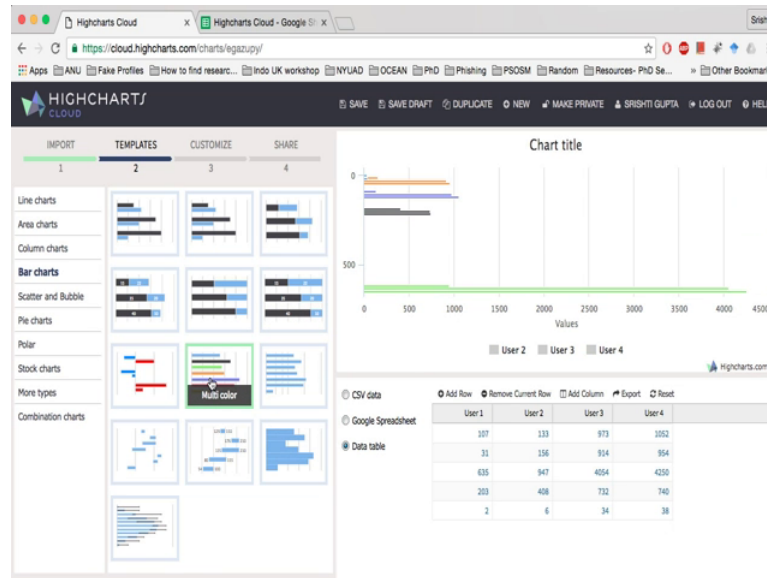 Highcharts Cloud
Highcharts Cloud - Google Sh
Srish
https://cloud.highcharts.com/charts/egazupy/
Apps ANU Fake Profiles How to find researc... Indo UK workshop NYUAD OCEAN PhD Phishing PSOSM Random Resources- PhD Se... » Other Bookmar
HIGHCHARTS
CLOUD
SAVE SAVE DRAFT DUPLICATE NEW MAKE PRIVATE SRISHTI GUPTA LOG OUT HEL
IMPORT TEMPLATES CUSTOMIZE SHARE
1 2 3 4
Line charts
Area charts
Column charts
Bar charts
Scatter and Bubble
Pie charts
Polar
Stock charts
More types
Combination charts
Multi color
Chart title
0
500
0 500 1000 1500 2000 2500 3000 3500 4000 4500
Values
User 2 User 3 User 4
Highcharts.com
CSV data
Google Spreadsheet
Data table
Add Row Remove Current Row Add Column Export Reset
User 1 User 2 User 3 User 4
107 133 973 1052
31 156 914 954
635 947 4054 4250
203 408 732 740
2 6 34 38